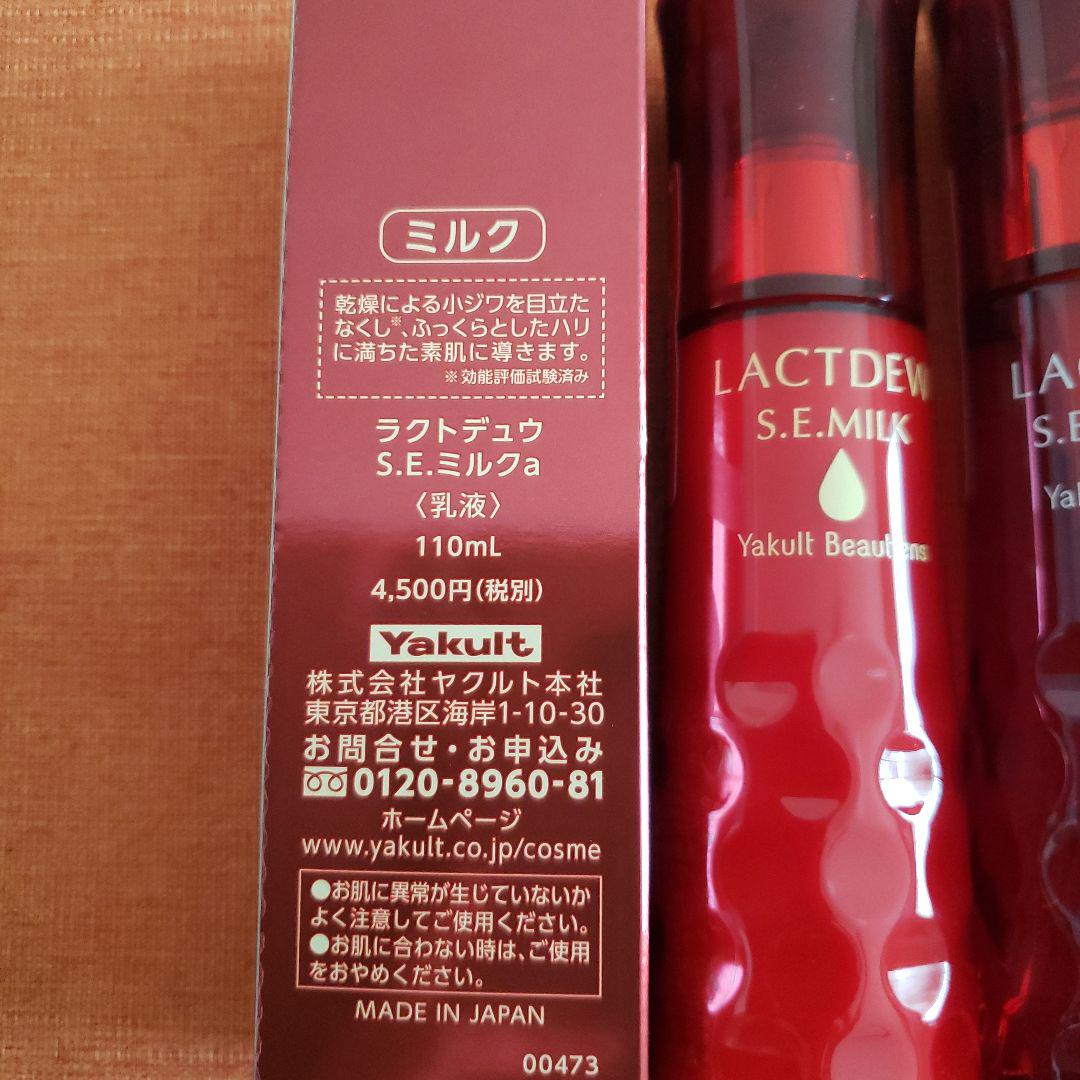 ミルク
乾燥による小ジワを目立た
なくし※、ふっくらとしたハリ
に満ちた素肌に導きます。
※効能評価試験済み
ラクトデュウ
S.E.ミルクa
〈乳液〉
110mL
4,500円(税別)
Yakult
株式会社ヤクルト本社
東京都港区海岸1-10-30
お問合せ・お申込み
0120-8960-81
ホームページ
www.yakult.co.jp/cosme
●お肌に異常が生じていないか
よく注意してご使用ください。
●お肌に合わない時は、ご使用
をおやめください。
MADE IN JAPAN
00473
LACTDEW
S.E.MILK
Yakult Beautiens
LAC
S.E
Yak